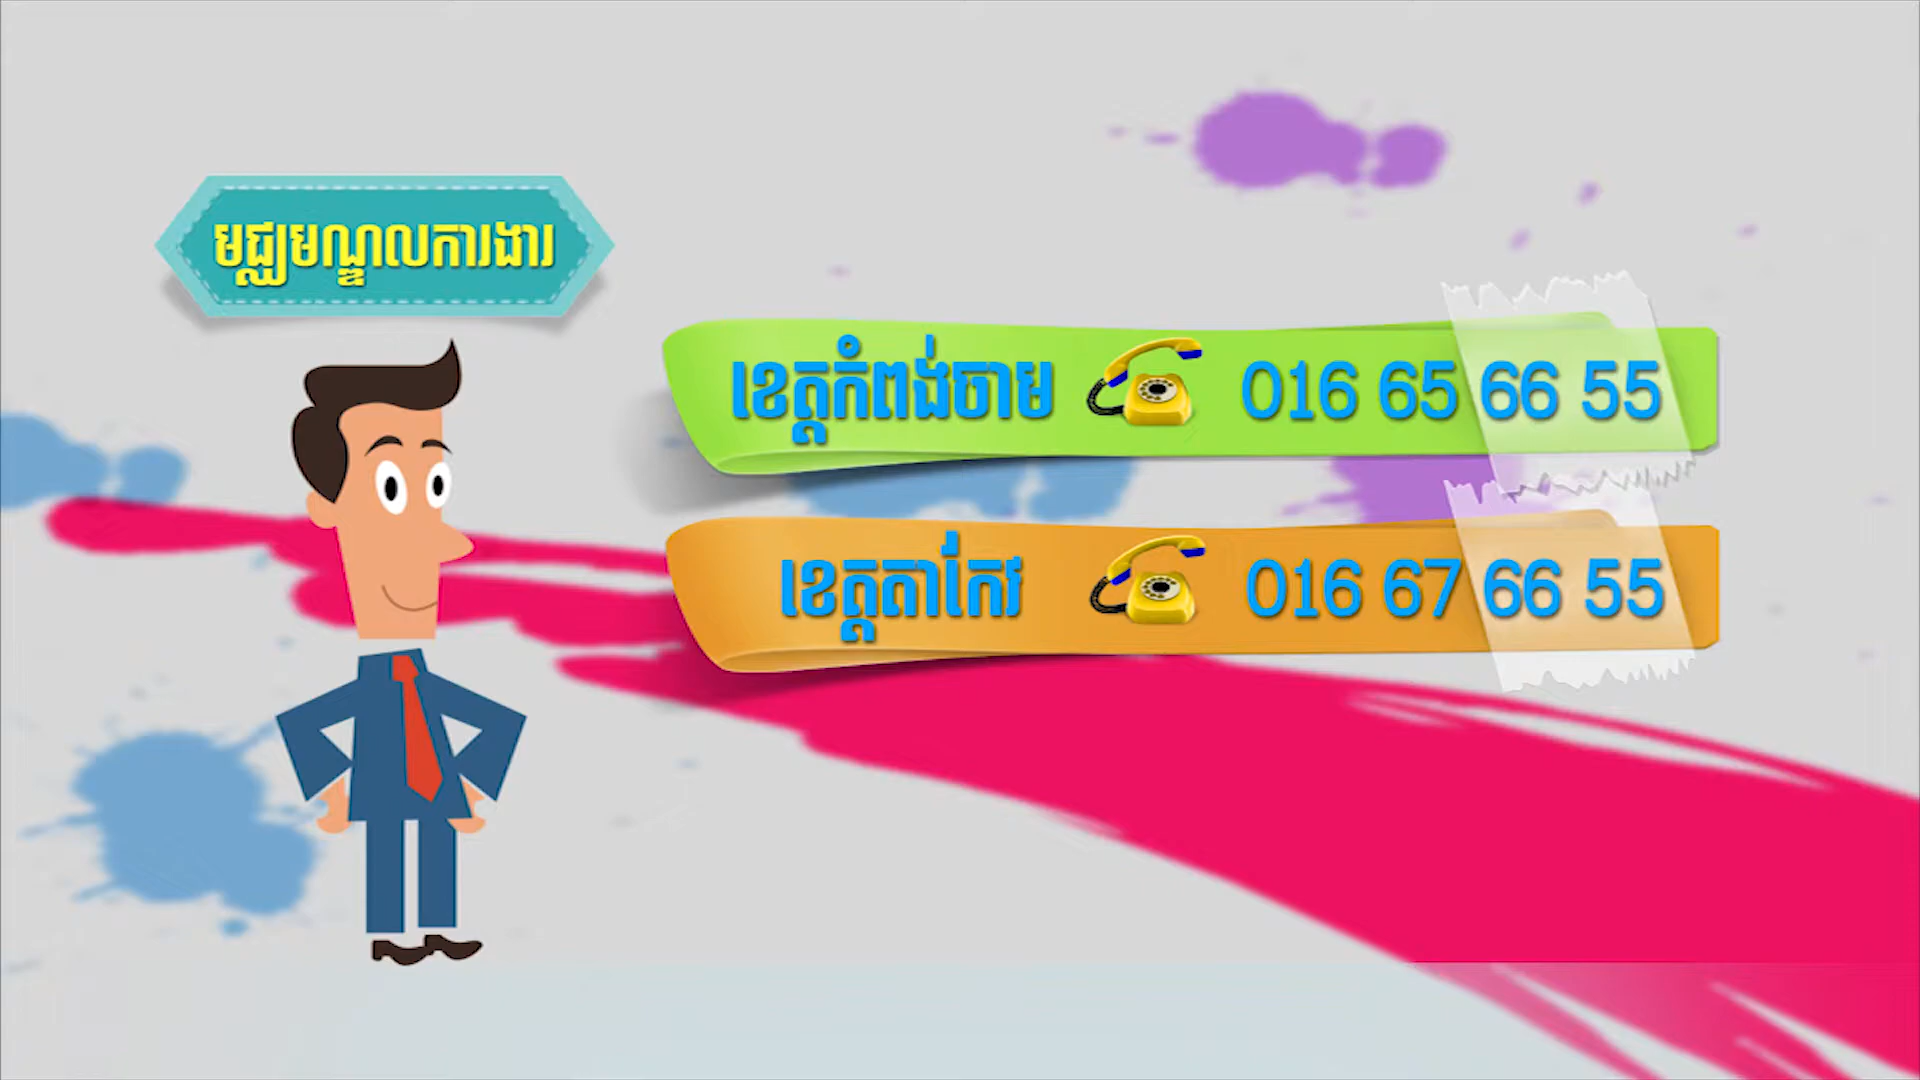 មជ្ឈមណ្ឌលការងារ
ខេត្តកំពង់ចាម 016 65 66 55
ខេត្តតាកែវ 016 67 66 55